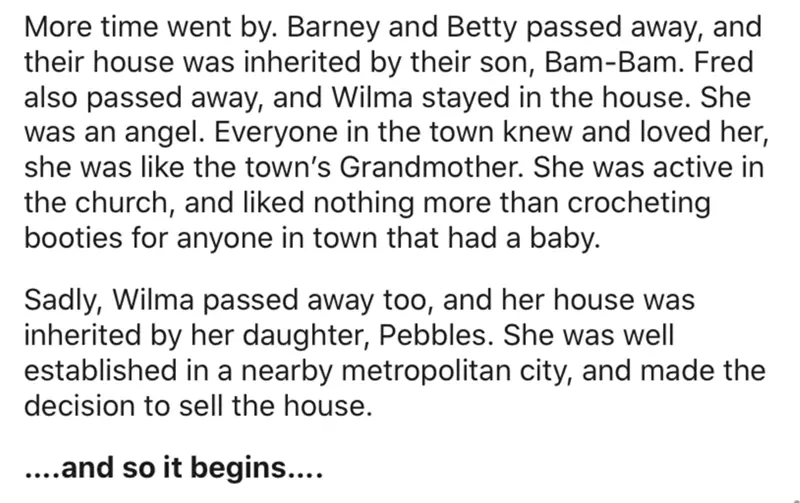 More time went by. Barney and Betty passed away, and
their house was inherited by their son, Bam-Bam. Fred
also passed away, and Wilma stayed in the house. She
was an angel. Everyone in the town knew and loved her,
she was like the town’s Grandmother. She was active in
the church, and liked nothing more than crocheting
booties for anyone in town that had a baby.
Sadly, Wilma passed away too, and her house was
inherited by her daughter, Pebbles. She was well
established in a nearby metropolitan city, and made the
decision to sell the house.
....and so it begins....